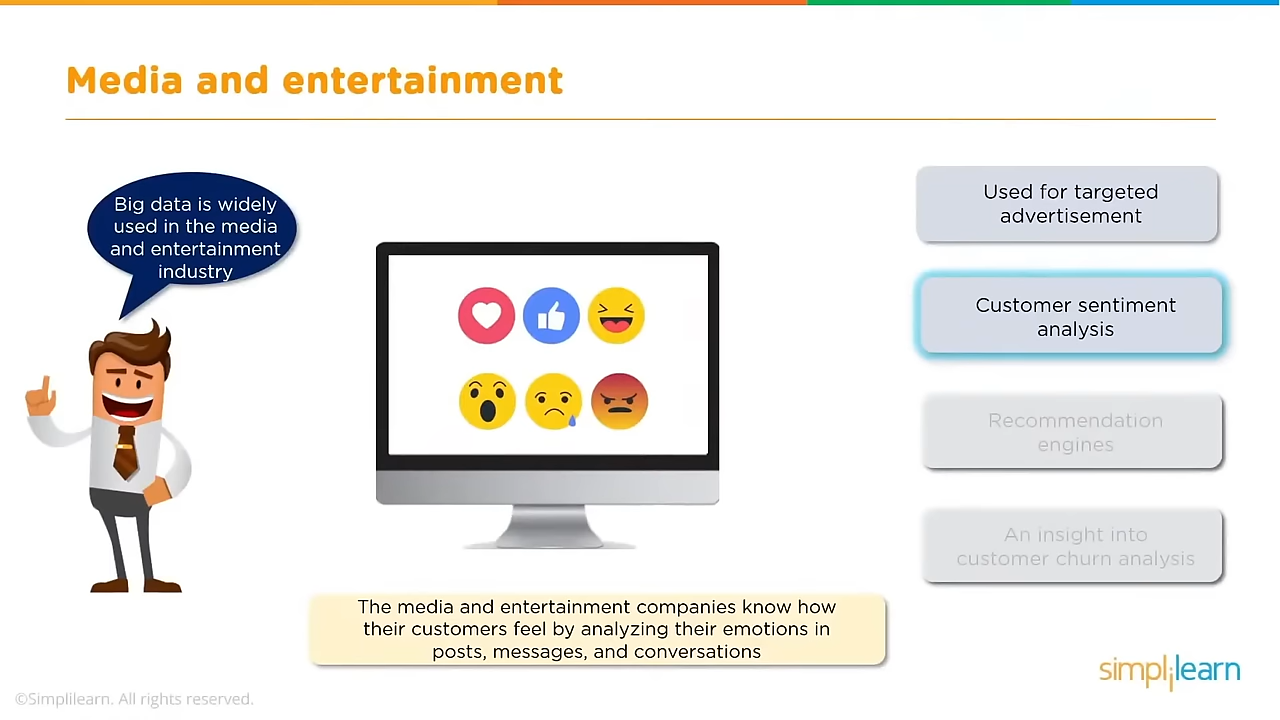 Media and entertainment
Big data is widely
used in the media
and entertainment
industry
Used for targeted
advertisement
Customer sentiment
analysis
Recommendation
engines
An insight into
customer churn analysis
The media and entertainment companies know how
their customers feel by analyzing their emotions in
posts, messages, and conversations
simplilearn
©Simplilearn. All rights reserved.